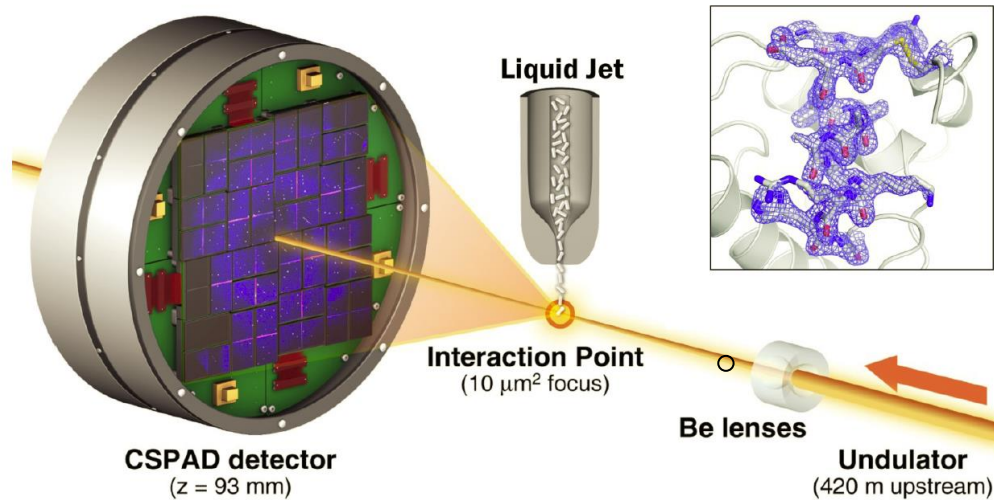 Liquid Jet
Interaction Point
(10 μm² focus)
Be lenses
CSPAD detector
(z = 93 mm)
Undulator
(420 m upstream)